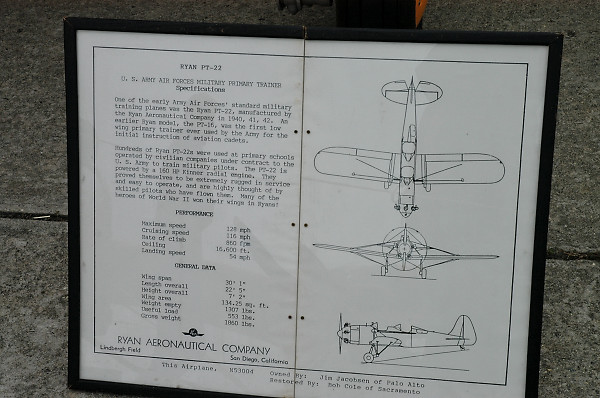 RYAN PT-22
U. S. ARMY AIR FORCES MILITARY PRIMARY TRAINER
Specifications
One of the early Army Air Forces' standard military
training planes was the Ryan PT-22, manufactured by
the Ryan Aeronautical Company in 1940, 41, 42. An
earlier Ryan model, the PT-16, was the first low
wing primary trainer ever used by the Army for the
initial instruction of aviation cadets.
Hundreds of Ryan PT-22s were used at primary schools
operated by civilian companies under contract to the
U. S. Army to train military pilots. The PT-22 is
powered by a 160 HP Kinner radial engine. They
proved themselves to be extremely rugged in service
and easy to operate, and are highly thought of by
skilled pilots who have flown them. Many of the
heroes of World War II won their wings in Ryans!
PERFORMANCE
Maximum speed 128 mph
Cruising speed 116 mph
Rate of climb 860 fpm
Ceiling 16,600 ft.
Landing speed 54 mph
GENERAL DATA
Wing span 30' 1"
Length overall 22' 5"
Height overall 7' 2"
Wing area 134.25 sq. ft.
Weight empty 1307 lbs.
Useful load 553 lbs.
Gross weight 1860 lbs.
RYAN AERONAUTICAL COMPANY
Lindbergh Field San Diego, California
This Airplane, N53004 Owned By: Jim Jacobsen of Palo Alto
Restored By: Bob Cole of Sacramento